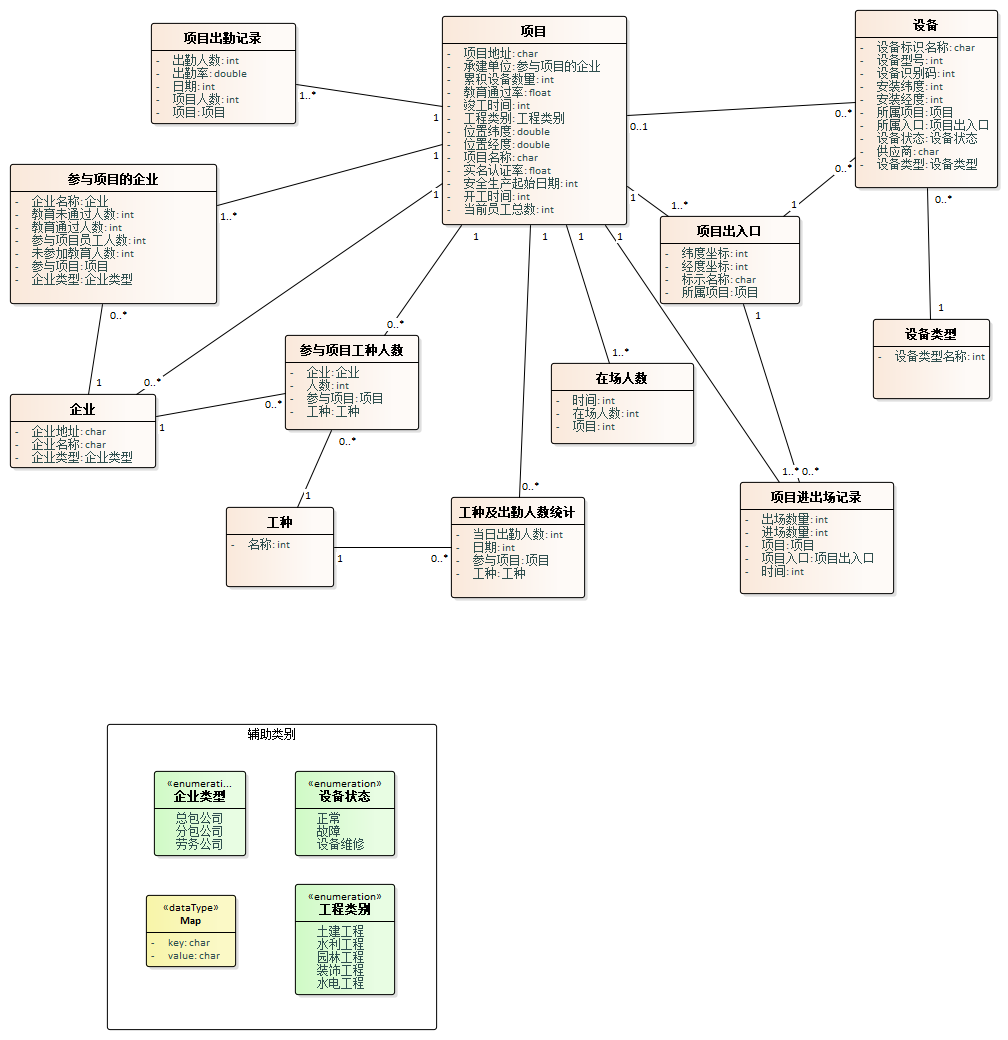 项目出勤记录
- 出勤人数: int
- 出勤率: double
- 日期: int
- 项目人数: int
- 项目: 项目
项目
- 项目地址: char
- 承建单位: 参与项目的企业
- 累积设备数量: int
- 教育通过率: float
- 竣工时间: int
- 工程类别: 工程类别
- 位置纬度: double
- 位置经度: double
- 项目名称: char
- 实名认证率: float
- 安全生产起始日期: int
- 开工时间: int
- 当前员工总数: int
设备
- 设备标识名称: char
- 设备型号: int
- 设备识别码: int
- 安装纬度: int
- 安装经度: int
- 所属项目: 项目
- 所属入口: 项目出入口
- 设备状态: 设备状态
- 供应商: char
- 设备类型: 设备类型
1..*
1
0..1
0..*
参与项目的企业
- 企业名称: 企业
- 教育未通过人数: int
- 教育通过人数: int
- 参与项目员工人数: int
- 未参加教育人数: int
- 参与项目: 项目
- 企业类型: 企业类型
1
1..*
1
0..*
0..*
1
1..*
1
项目出入口
- 纬度坐标: int
- 经度坐标: int
- 标示名称: char
- 所属项目: 项目
1
1
1
1
0..*
0..*
1
1
设备类型
- 设备类型名称: int
参与项目工种人数
- 企业: 企业
- 人数: int
- 参与项目: 项目
- 工种: 工种
1..*
在场人数
- 时间: int
- 在场人数: int
- 项目: int
1
0..*
企业
- 企业地址: char
- 企业名称: char
- 企业类型: 企业类型
1
0..*
0..*
1
工种
- 名称: int
1
0..*
0..*
工种及出勤人数统计
- 当日出勤人数: int
- 日期: int
- 参与项目: 项目
- 工种: 工种
1..*
0..*
项目进出场记录
- 出场数量: int
- 进场数量: int
- 项目: 项目
- 项目入口: 项目出入口
- 时间: int
辅助类别
«enumerati...
企业类型
总包公司
分包公司
劳务公司
«enumeration»
设备状态
正常
故障
设备维修
«dataType»
Map
- key: char
- value: char
«enumeration»
工程类别
土建工程
水利工程
园林工程
装饰工程
水电工程